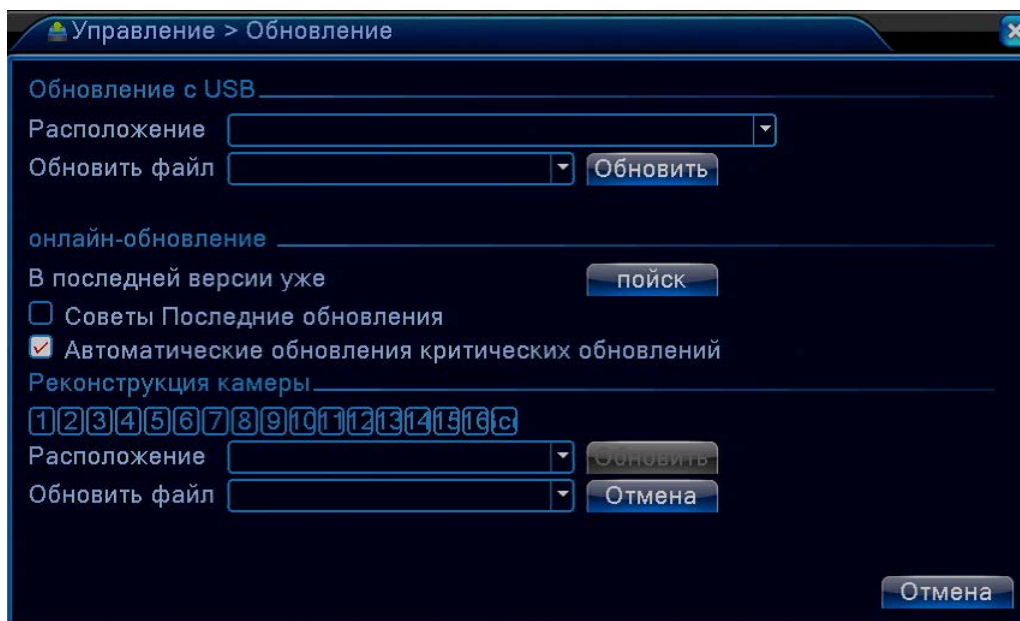 Управление > Обновление
Обновление с USB
Расположение
Обновить файл Обновить
онлайн-обновление
В последней версии уже поиск
Советы Последние обновления
Автоматические обновления критических обновлений
Реконструкция камеры
1 2 3 4 5 6 7 8 9 10 11 12 13 14 15 16 
Расположение Обновить
Обновить файл Отмена
Отмена